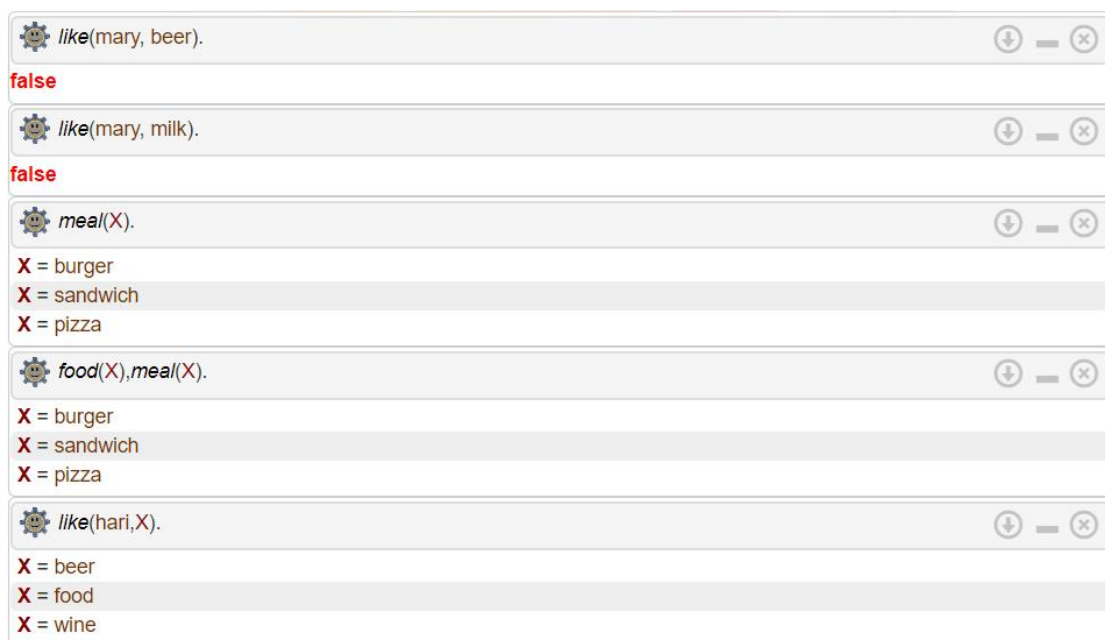 like(mary, beer).
false
like(mary, milk).
false
meal(X).
X = burger
X = sandwich
X = pizza
food(X),meal(X).
X = burger
X = sandwich
X = pizza
like(hari,X).
X = beer
X = food
X = wine